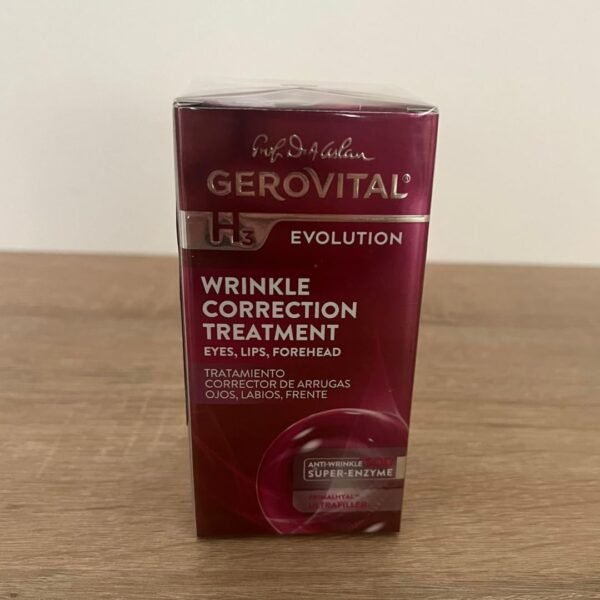 Prof. Dr. A. Aslan
GEROVITAL®
H3
EVOLUTION
WRINKLE
CORRECTION
TREATMENT
EYES, LIPS, FOREHEAD
TRATAMIENTO
CORRECTOR DE ARRUGAS
OJOS, LABIOS, FRENTE
ANTI-WRINKLE
SUPER-ENZYME
PRIMALHYAL™
ULTRAFILLER